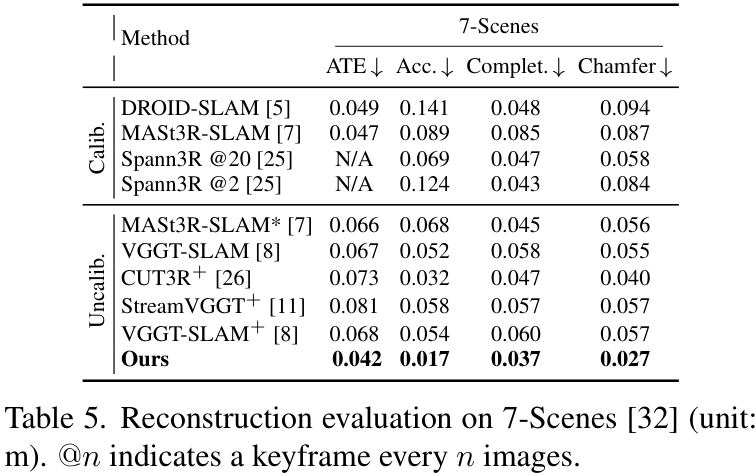 Method 7-Scenes
ATE↓ Acc.↓ Complet.↓ Chamfer↓
Calib.
DROID-SLAM [5] 0.049 0.141 0.048 0.094
MASt3R-SLAM [7] 0.047 0.089 0.085 0.087
Spann3R @20 [25] N/A 0.069 0.047 0.058
Spann3R @2 [25] N/A 0.124 0.043 0.084
Uncalib.
MASt3R-SLAM* [7] 0.066 0.068 0.045 0.056
VGGT-SLAM [8] 0.067 0.052 0.058 0.055
CUT3R⁺ [26] 0.073 0.032 0.047 0.040
StreamVGGT⁺ [11] 0.081 0.058 0.057 0.057
VGGT-SLAM⁺ [8] 0.068 0.054 0.060 0.057
Ours 0.042 0.017 0.037 0.027
Table 5. Reconstruction evaluation on 7-Scenes [32] (unit:
m). @n indicates a keyframe every n images.